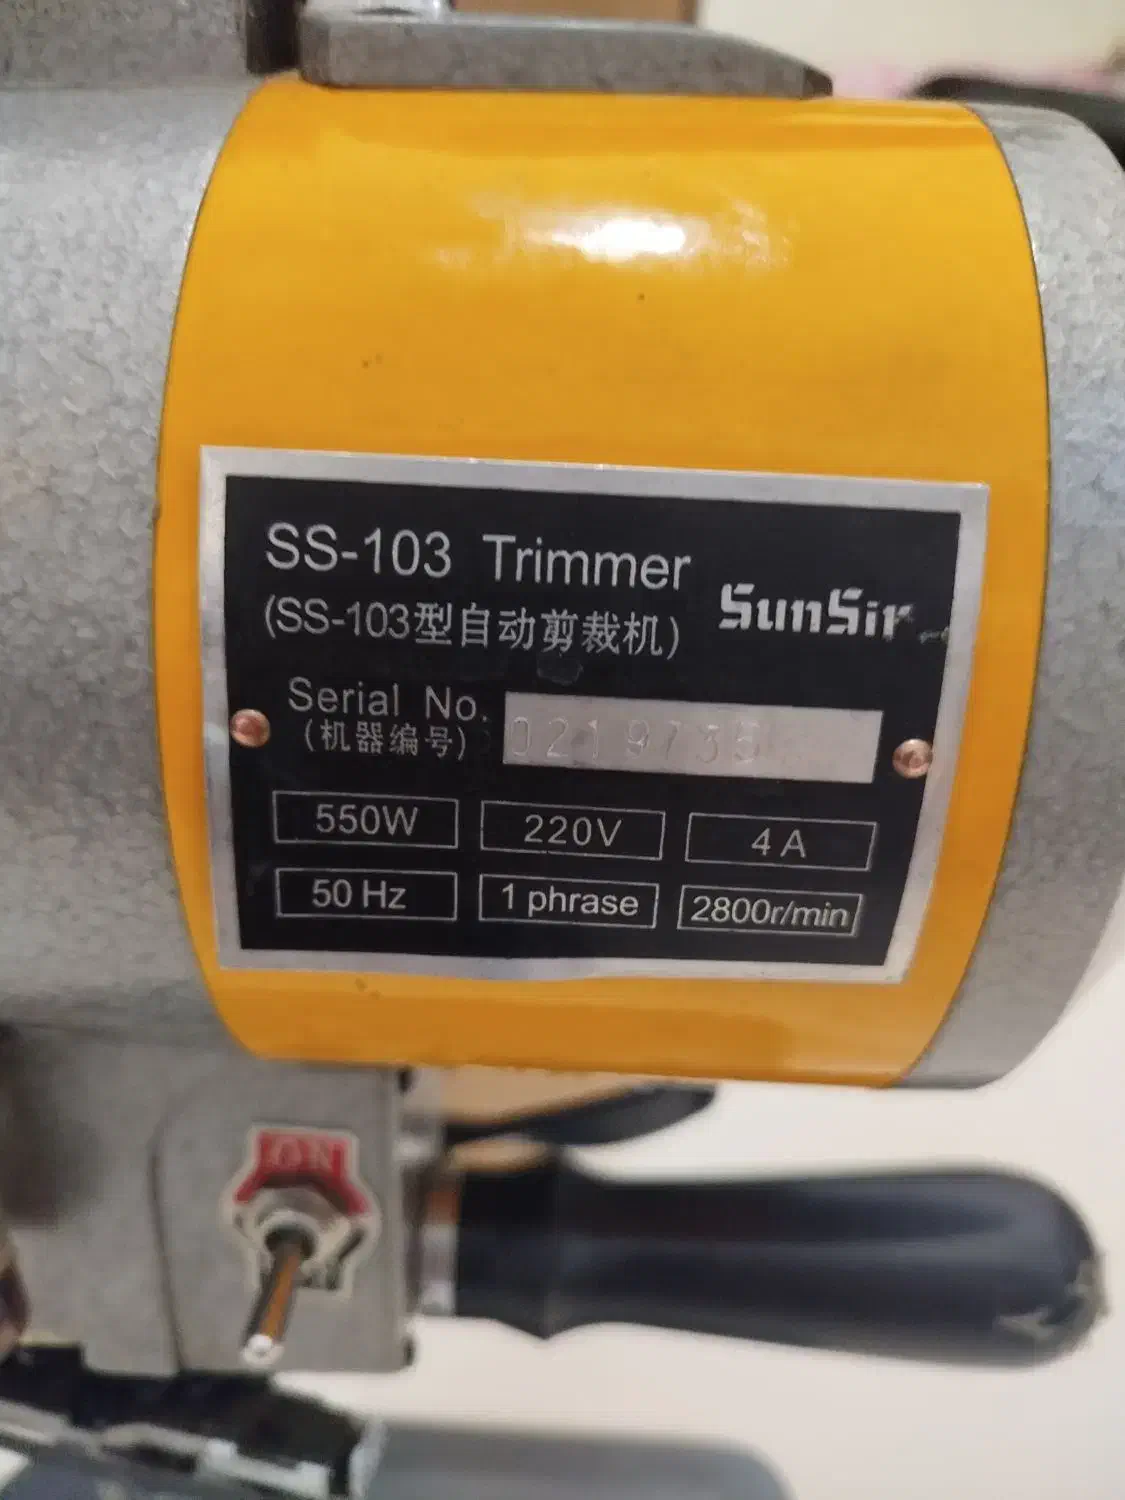 SS-103 Trimmer
(SS-103型自动剪裁机)
SunSir
Serial No.
(机器编号)
0219735
550W
220V
4 A
50 Hz
1 phrase
2800r/min
ON